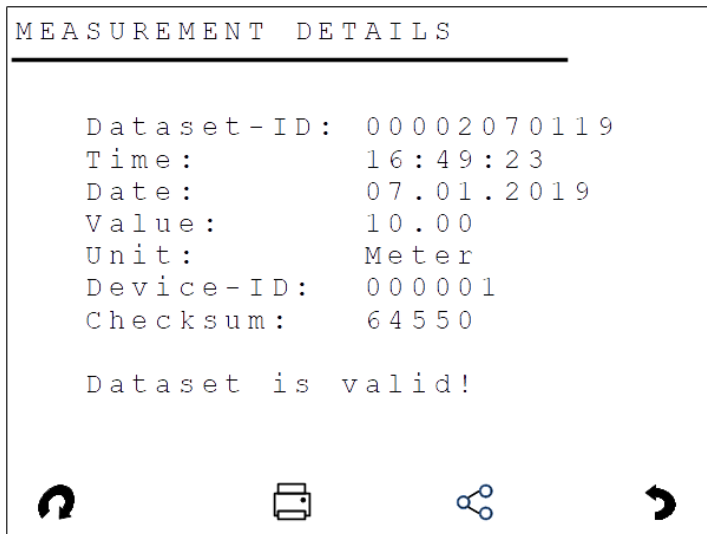 MEASUREMENT DETAILS
Dataset-ID: 00002070119
Time: 16:49:23
Date: 07.01.2019
Value: 10.00
Unit: Meter
Device-ID: 000001
Checksum: 64550
Dataset is valid!